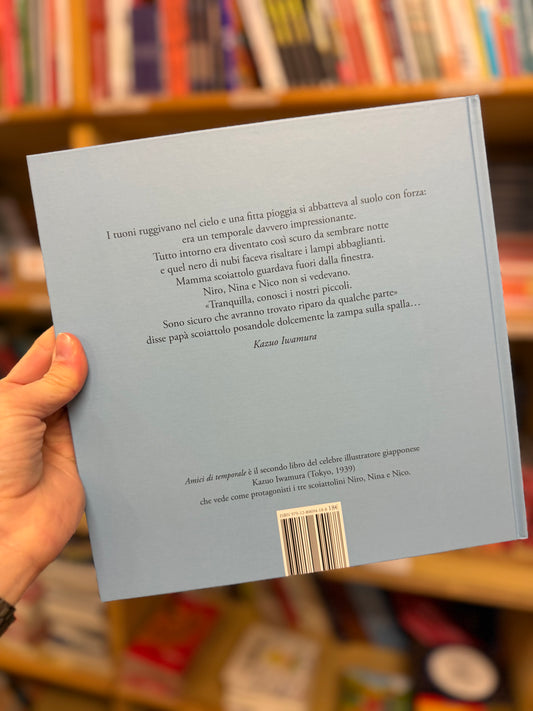 I tuoni ruggivano nel cielo e una fitta pioggia si abbatteva al suolo con forza:
era un temporale davvero impressionante.
Tutto intorno era diventato così scuro da sembrare notte
e quel nero di nubi faceva risaltare i lampi abbaglianti.
Mamma scoiattolo guardava fuori dalla finestra.
Niro, Nina e Nico non si vedevano.
«Tranquilla, conosci i nostri piccoli.
Sono sicuro che avranno trovato riparo da qualche parte»
disse papà scoiattolo posandole dolcemente la zampa sulla spalla…
Kazuo Iwamura
Amici di temporale è il secondo libro del celebre illustratore giapponese
Kazuo Iwamura (Tokyo, 1939)
che vede come protagonisti i tre scoiattolini Niro, Nina e Nico.
ISBN 186